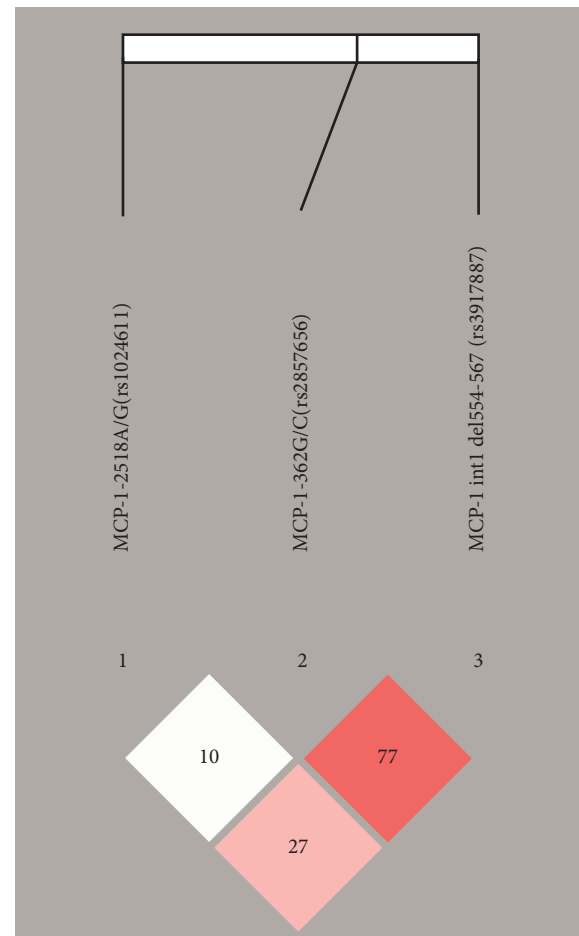 MCP-1-2518A/G(rs1024611)
MCP-1-362G/C(rs2857656)
MCP-1 int1 del554-567 (rs3917887)
1
2
3
10
77
27